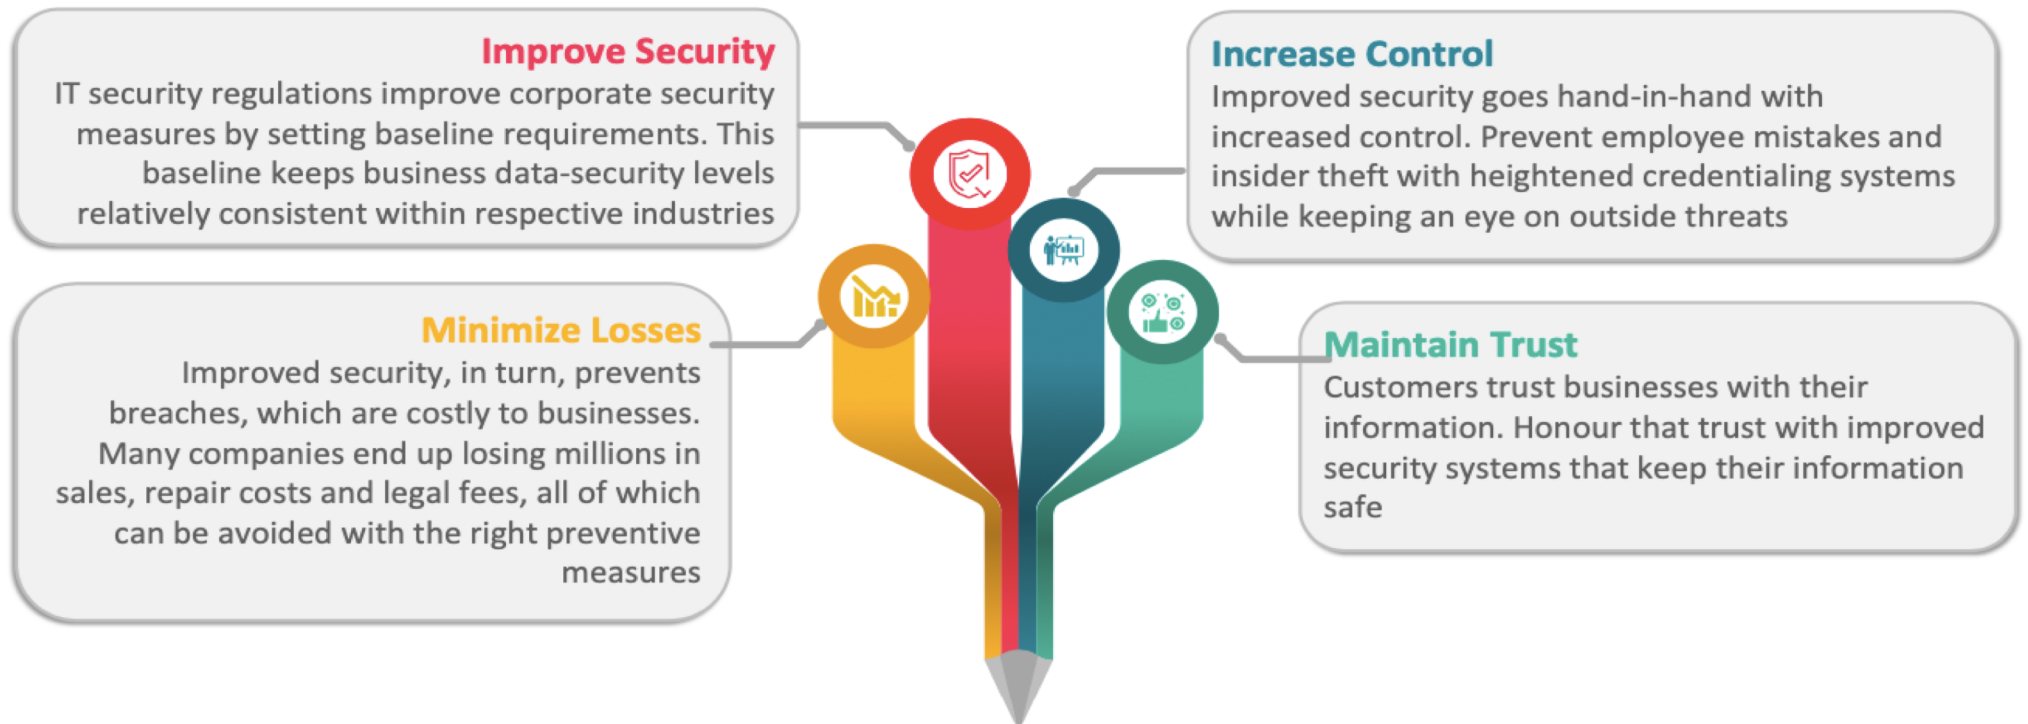 Improve Security
IT security regulations improve corporate security
measures by setting baseline requirements. This
baseline keeps business data-security levels
relatively consistent within respective industries
Minimize Losses
Improved security, in turn, prevents
breaches, which are costly to businesses.
Many companies end up losing millions in
sales, repair costs and legal fees, all of which
can be avoided with the right preventive
measures
Increase Control
Improved security goes hand-in-hand with
increased control. Prevent employee mistakes and
insider theft with heightened credentialing systems
while keeping an eye on outside threats
Maintain Trust
Customers trust businesses with their
information. Honour that trust with improved
security systems that keep their information
safe